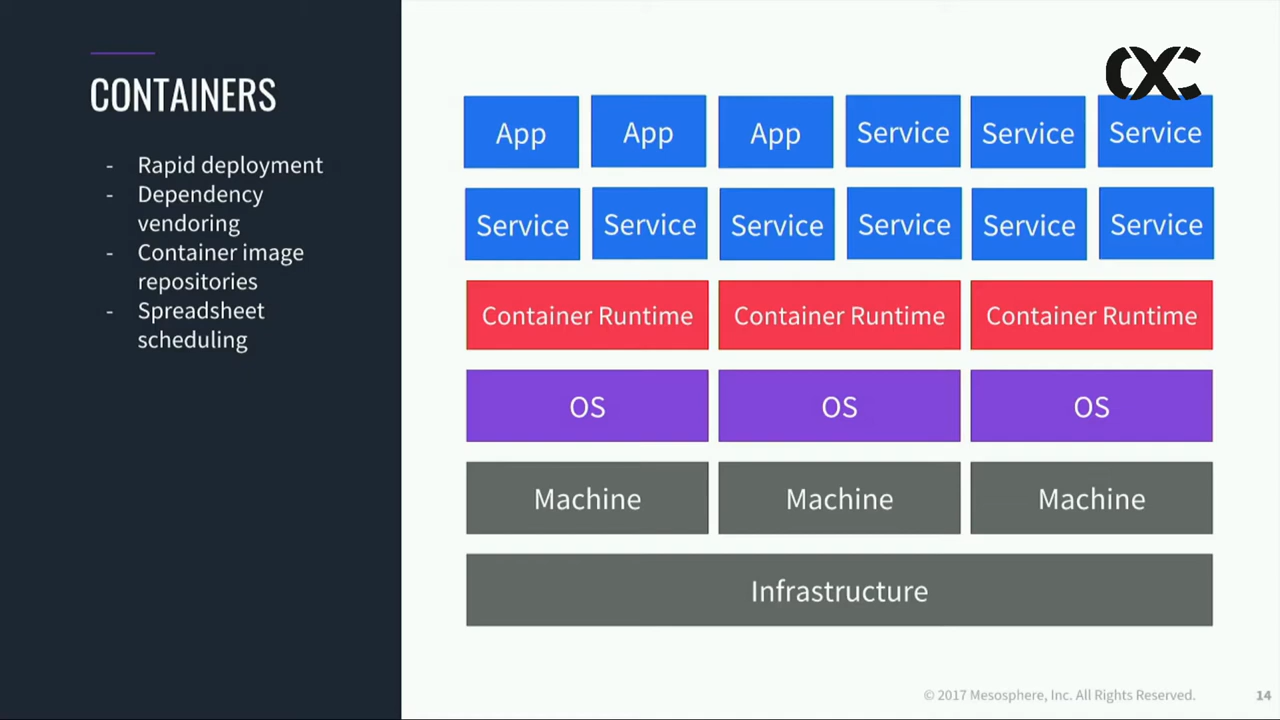 CONTAINERS
- Rapid deployment
- Dependency
vendoring
- Container image
repositories
- Spreadsheet
scheduling
App App App Service Service Service
Service Service Service Service Service Service
Container Runtime Container Runtime Container Runtime
OS OS OS
Machine Machine Machine
Infrastructure
© 2017 Mesosphere, Inc. All Rights Reserved. 14